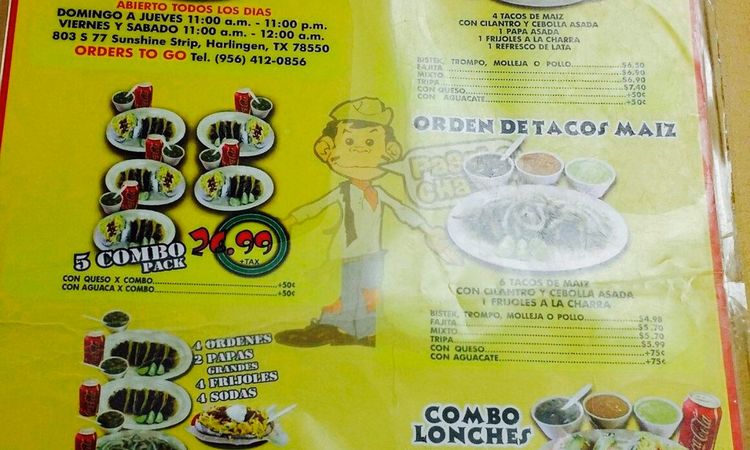 ABIERTO TODOS LOS DIAS
DOMINGO A JUEVES 11:00 a.m. - 11:00 p.m.
VIERNES Y SABADO 11:00 a.m. - 12:00 a.m.
803 S 77 Sunshine Strip, Harlingen, TX 78550
ORDERS TO GO Tel. (956) 412-0856
5 COMBO
PACK
26.99
+TAX
CON QUESO X COMBO +50¢
CON AGUACA X COMBO +50¢
4 ORDENES
2 PAPAS
GRANDES
4 FRIJOLES
4 SODAS
4 TACOS DE MAIZ
CON CILANTRO Y CEBOLLA ASADA
1 PAPA ASADA
1 FRIJOLES A LA CHARRA
1 REFRESCO DE LATA
BISTEK, TROMPO, MOLLEJA O POLLO $6.50
FAJITA $6.90
MIXTO $6.90
TRIPA $7.40
CON QUESO +50¢
CON AGUACATE +50¢
ORDEN DE TACOS MAIZ
6 TACOS DE MAIZ
CON CILANTRO Y CEBOLLA ASADA
1 FRIJOLES A LA CHARRA
BISTEK, TROMPO, MOLLEJA O POLLO $4.98
FAJITA $5.70
MIXTO $5.70
TRIPA $5.99
CON QUESO +75¢
CON AGUACATE +75¢
COMBO
LONCHES
Coca-Cola